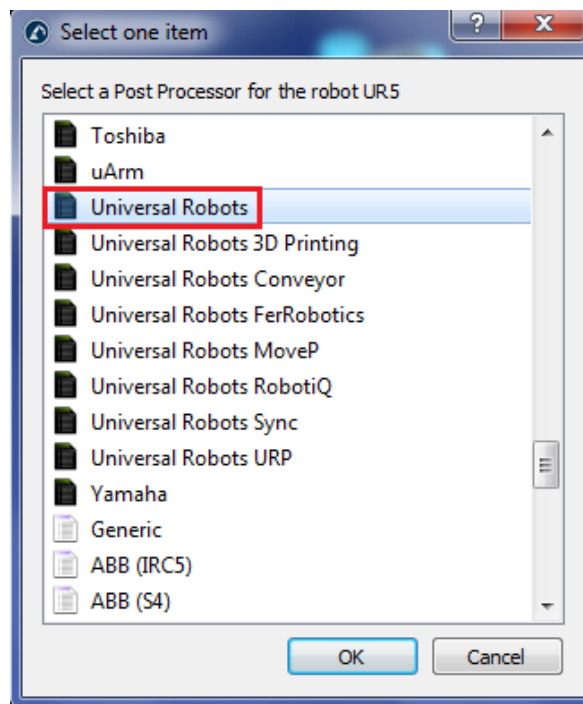 Select one item
?
X
Select a Post Processor for the robot UR5
Toshiba
uArm
Universal Robots
Universal Robots 3D Printing
Universal Robots Conveyor
Universal Robots FerRobotics
Universal Robots MoveP
Universal Robots RobotiQ
Universal Robots Sync
Universal Robots URP
Yamaha
Generic
ABB (IRC5)
ABB (S4)
OK Cancel